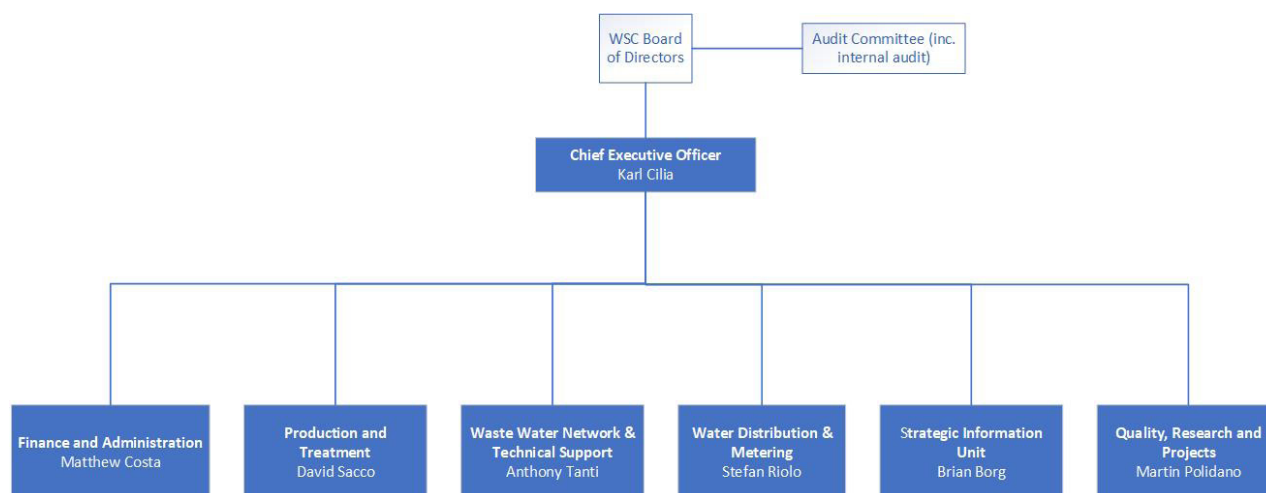 WSC Board
of Directors
Audit Committee (inc.
internal audit)
Chief Executive Officer
Karl Cilia
Finance and Administration
Matthew Costa
Production and
Treatment
David Sacco
Waste Water Network &
Technical Support
Anthony Tanti
Water Distribution &
Metering
Stefan Riolo
Strategic Information
Unit
Brian Borg
Quality, Research and
Projects
Martin Polidano